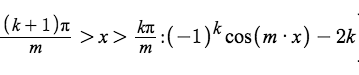 (k+1)π/m > x > kπ/m : (−1)^k cos(m · x) − 2k